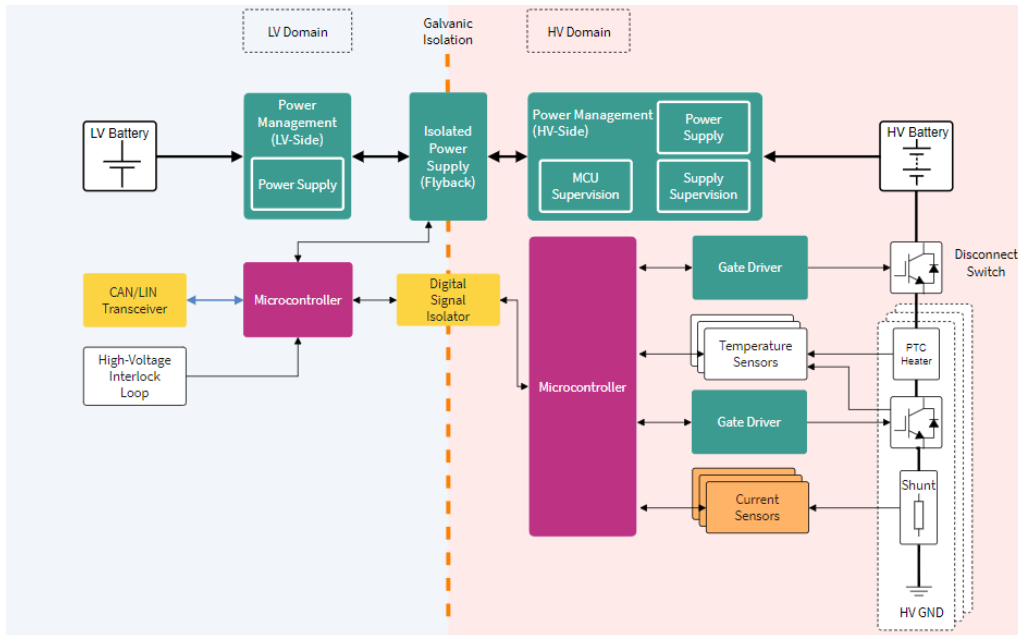 LV Domain
Galvanic
Isolation
HV Domain
LV Battery
Power
Management
(LV-Side)
Power Supply
Isolated
Power
Supply
(Flyback)
Power Management
(HV-Side)
Power
Supply
MCU
Supervision
Supply
Supervision
HV Battery
Disconnect
Switch
CAN/LIN
Transceiver
Microcontroller
Digital
Signal
Isolator
High-Voltage
Interlock
Loop
Microcontroller
Gate Driver
Temperature
Sensors
Gate Driver
Current
Sensors
PTC
Heater
Shunt
HV GND